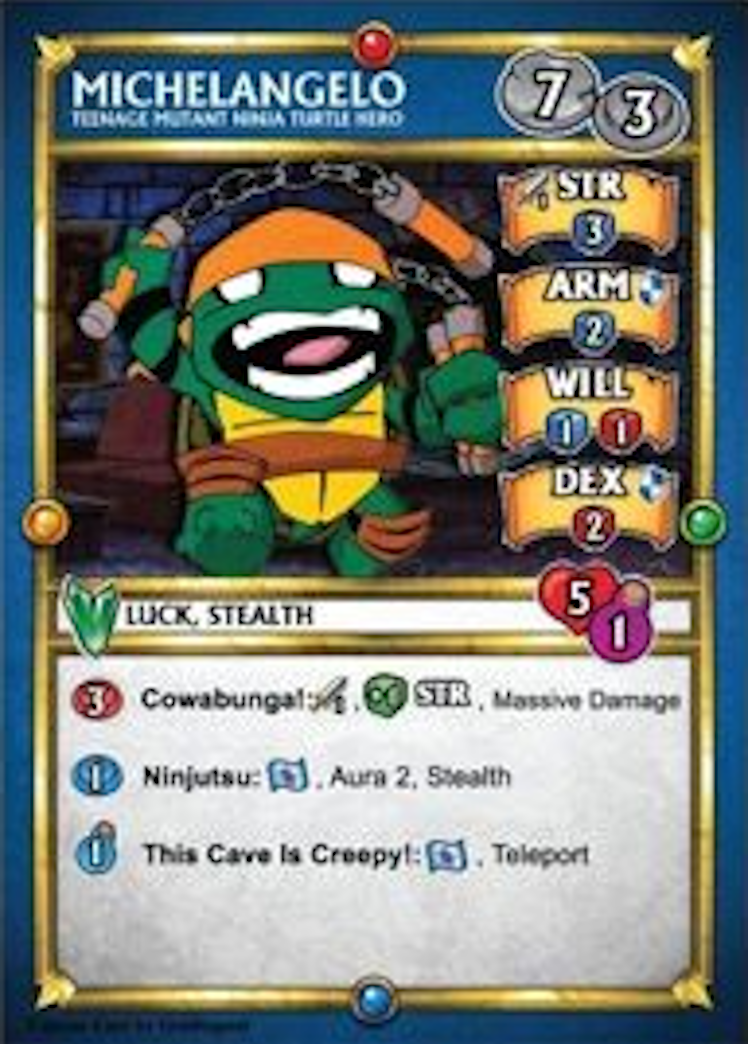 MICHELANGELO
TEENAGE MUTANT NINJA TURTLE HERO
7 3
STR
3
ARM
2
WILL
1 1
DEX
2
LUCK, STEALTH
5 1
3 Cowabunga!: , STR , Massive Damage
1 Ninjutsu: , Aura 2, Stealth
1 This Cave Is Creepy!: , Teleport